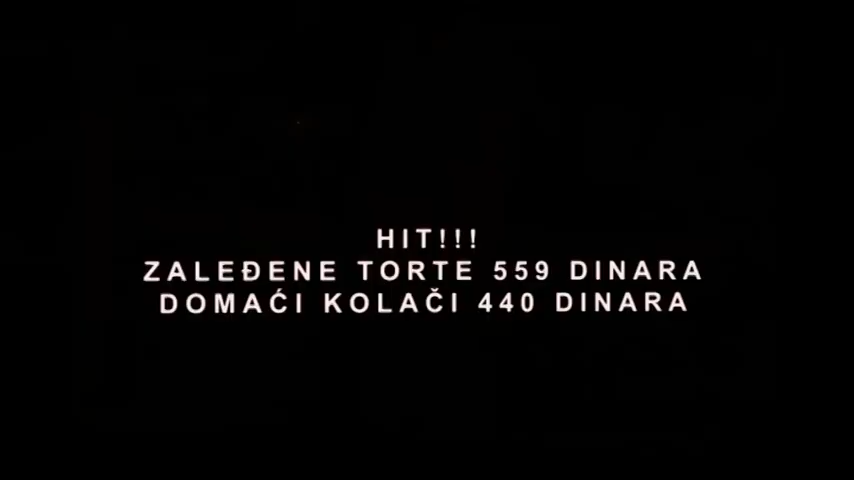 HIT!!!
ZALEĐENE TORTE 559 DINARA
DOMAĆI KOLAČI 440 DINARA